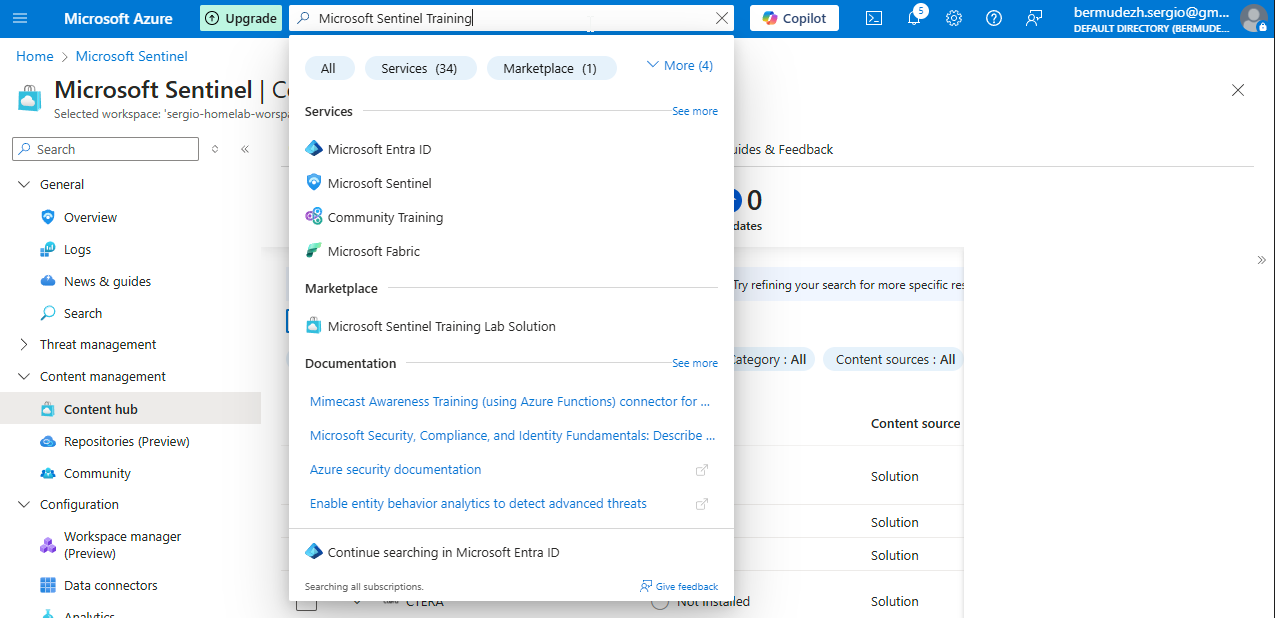 Microsoft Azure
Upgrade
Microsoft Sentinel Training
Copilot
5
bermudezh.sergio@gm...
DEFAULT DIRECTORY (BERMUDE...
Home > Microsoft Sentinel
Microsoft Sentinel | Co
Selected workspace: 'sergio-homelab-worspa
Search
General
Overview
Logs
News & guides
Search
Threat management
Content management
Content hub
Repositories (Preview)
Community
Configuration
Workspace manager
(Preview)
Data connectors
Analytics
All
Services (34)
Marketplace (1)
More (4)
Services
See more
Microsoft Entra ID
Microsoft Sentinel
Community Training
Microsoft Fabric
Marketplace
Microsoft Sentinel Training Lab Solution
Documentation
See more
Mimecast Awareness Training (using Azure Functions) connector for ...
Microsoft Security, Compliance, and Identity Fundamentals: Describe ...
Azure security documentation
Enable entity behavior analytics to detect advanced threats
Continue searching in Microsoft Entra ID
Searching all subscriptions.
Give feedback
uides & Feedback
0
dates
Try refining your search for more specific res
ategory : All
Content sources : All
Content source
Solution
Solution
Solution
CTERA
Not installed
Solution